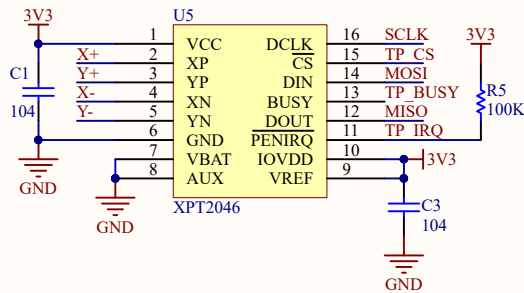 3V3
U5
3V3
1 VCC DCLK 16 SCLK
X+ 2 XP CS 15 TP_CS
Y+ 3 YP DIN 14 MOSI
X- 4 XN BUSY 13 TP_BUSY
Y- 5 YN DOUT 12 MISO
6 GND PENIRQ 11 TP_IRQ
7 VBAT IOVDD 10 3V3
8 AUX VREF 9
C1
104
R5
100K
GND
GND
XPT2046
C3
104
GND